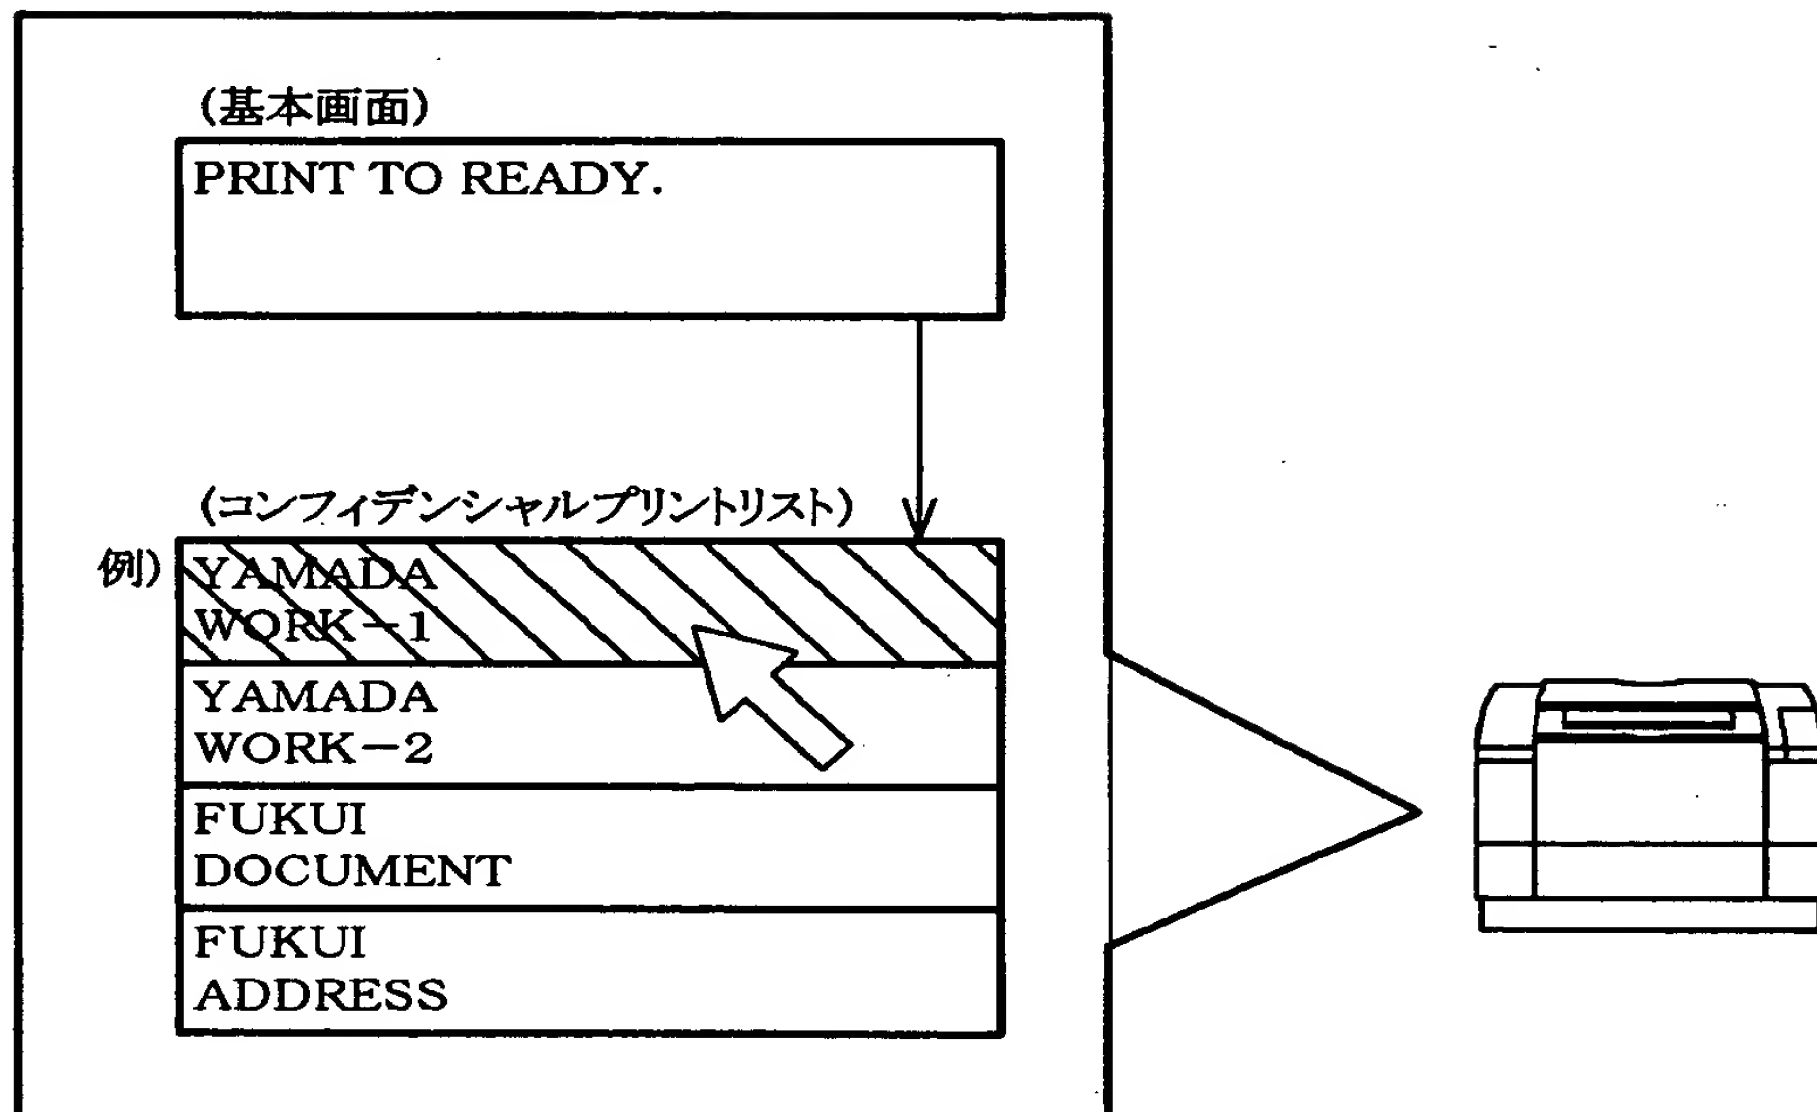 (基本画面)
PRINT TO READY.
(コンフィデンシャルプリントリスト)
例)
YAMADA
WORK-1
YAMADA
WORK-2
FUKUI
DOCUMENT
FUKUI
ADDRESS